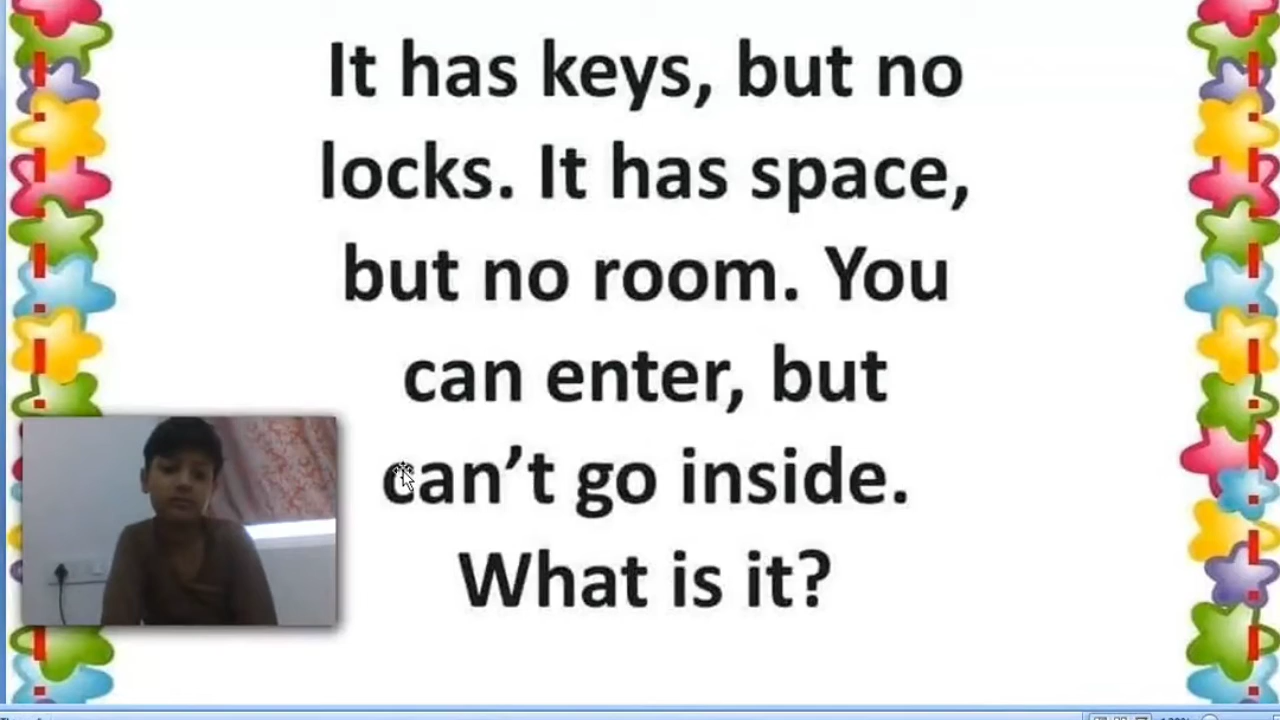 It has keys, but no
locks. It has space,
but no room. You
can enter, but
can’t go inside.
What is it?